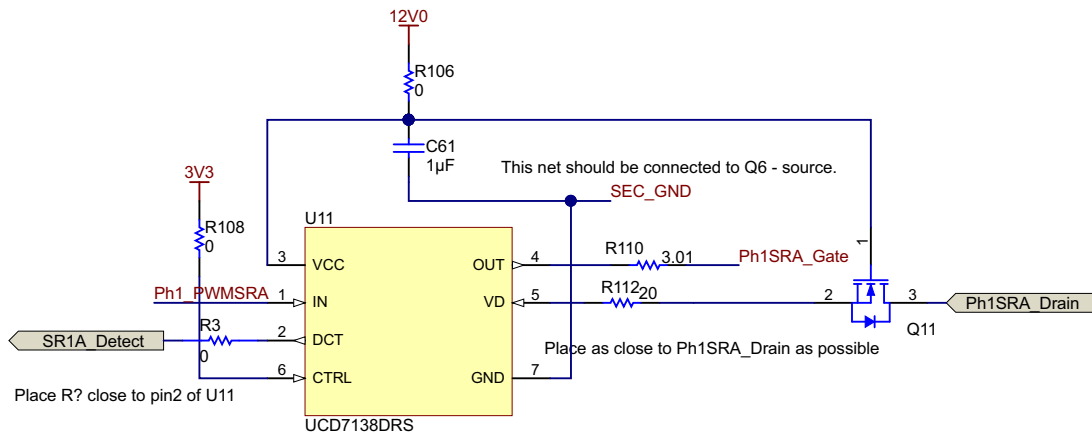 12V0
R106
0
C61
1µF
This net should be connected to Q6 - source.
SEC_GND
3V3
R108
0
U11
3
VCC
OUT
4
R110
3.01
Ph1SRA_Gate
1
Ph1_PWMSRA
1
IN
VD
5
R112
20
2
3
Ph1SRA_Drain
Q11
SR1A_Detect
R3
0
2
DCT
Place as close to Ph1SRA_Drain as possible
6
CTRL
GND
7
Place R? close to pin2 of U11
UCD7138DRS